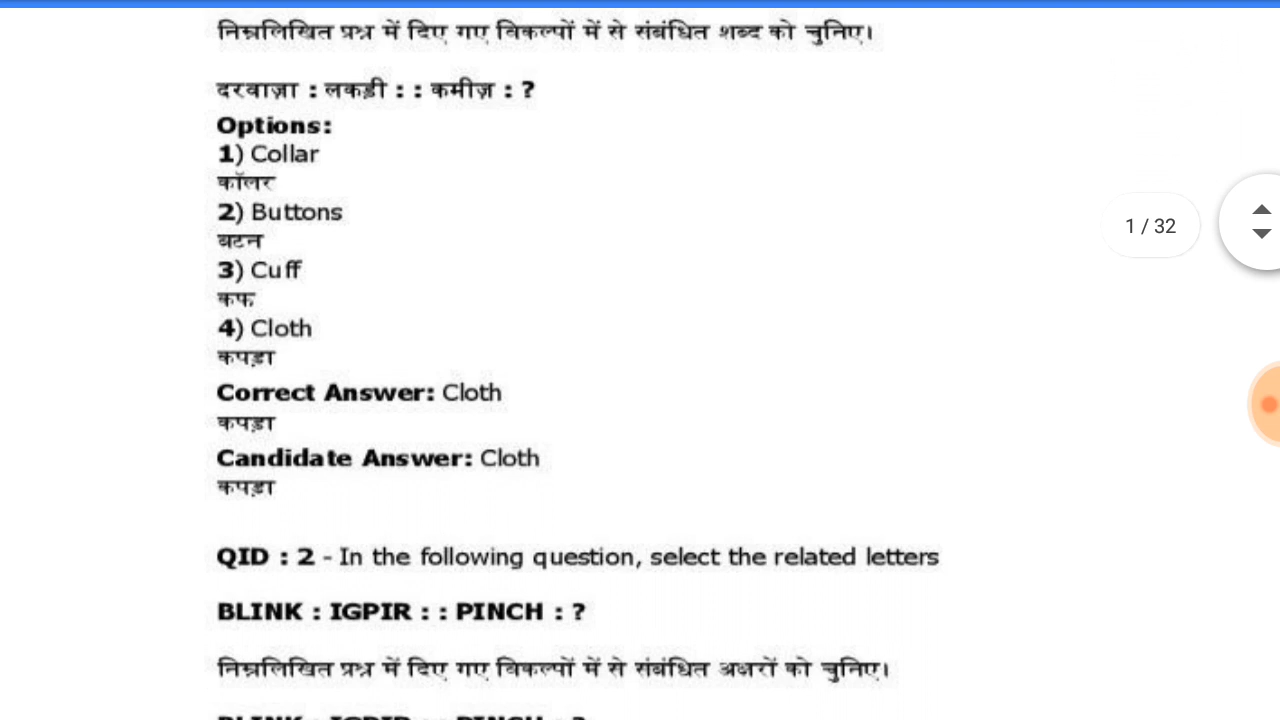 निम्नलिखित प्रश्न में दिए गए विकल्पों में से संबंधित शब्द को चुनिए।
दरवाज़ा : लकड़ी : : कमीज़ : ?
Options:
1) Collar
कॉलर
2) Buttons
बटन
3) Cuff
कफ
4) Cloth
कपड़ा
Correct Answer: Cloth
कपड़ा
Candidate Answer: Cloth
कपड़ा
1 / 32
QID : 2 - In the following question, select the related letters
BLINK : IGPIR : : PINCH : ?
निम्नलिखित प्रश्न में दिए गए विकल्पों में से संबंधित अक्षरों को चुनिए।